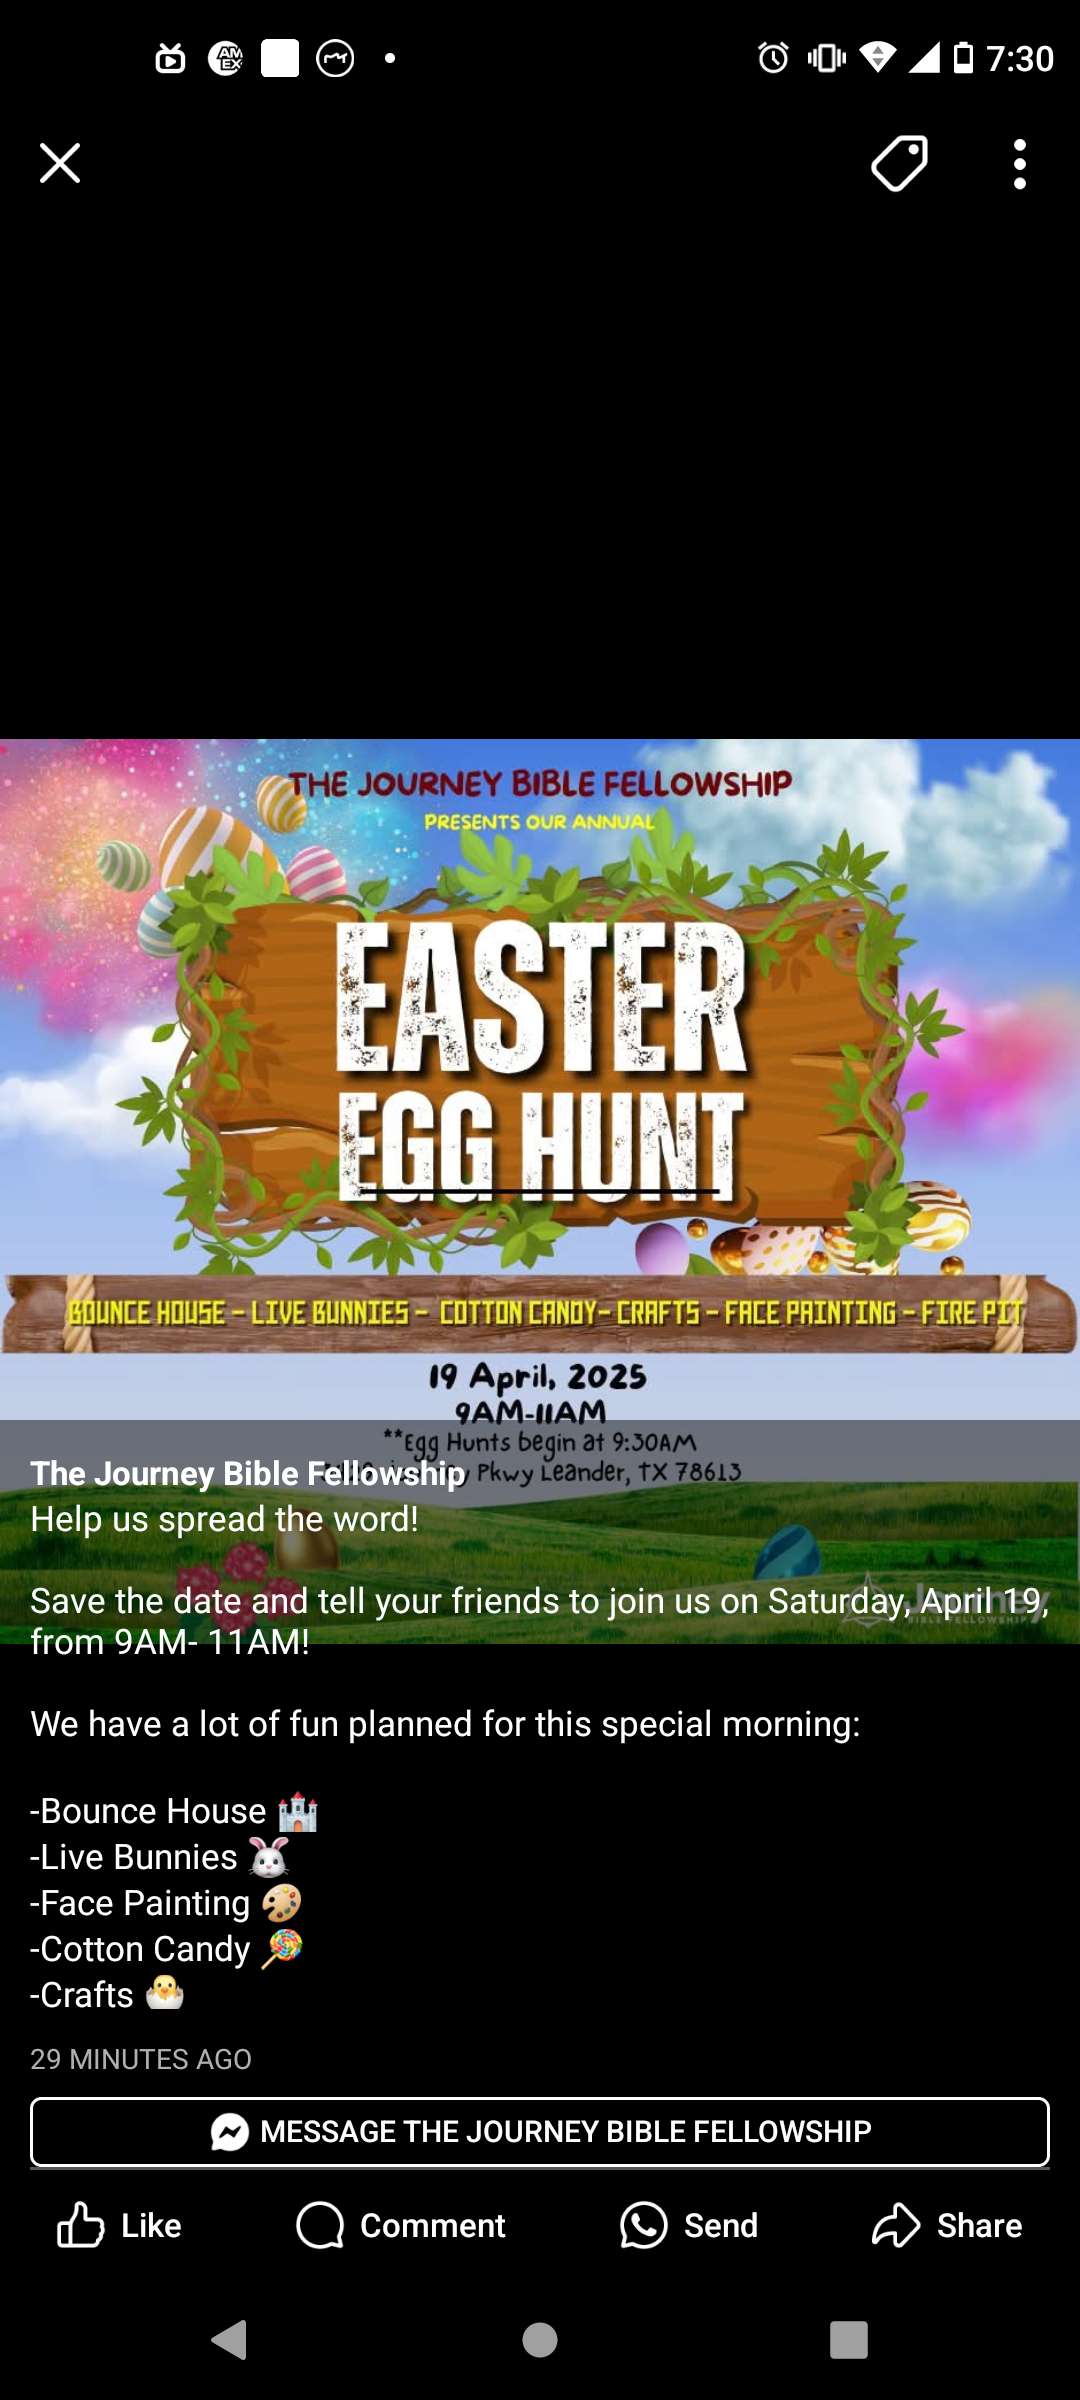 AM
EX
7:30
THE JOURNEY BIBLE FELLOWSHIP
PRESENTS OUR ANNUAL
EASTER
EGG HUNT
BOUNCE HOUSE - LIVE BUNNIES - COTTON CANDY- CRAFTS - FACE PAINTING - FIRE PIT
19 April, 2025
9AM-11AM
**Egg Hunts begin at 9:30AM
Pkwy Leander, TX 78613
The Journey Bible Fellowship
Help us spread the word!
Save the date and tell your friends to join us on Saturday, April 19,
from 9AM- 11AM!
Journey
BIBLE FELLOWSHIP
We have a lot of fun planned for this special morning:
-Bounce House 🏰
-Live Bunnies 🐰
-Face Painting 🎨
-Cotton Candy 🍭
-Crafts 🐣
29 MINUTES AGO
MESSAGE THE JOURNEY BIBLE FELLOWSHIP
Like
Comment
Send
Share